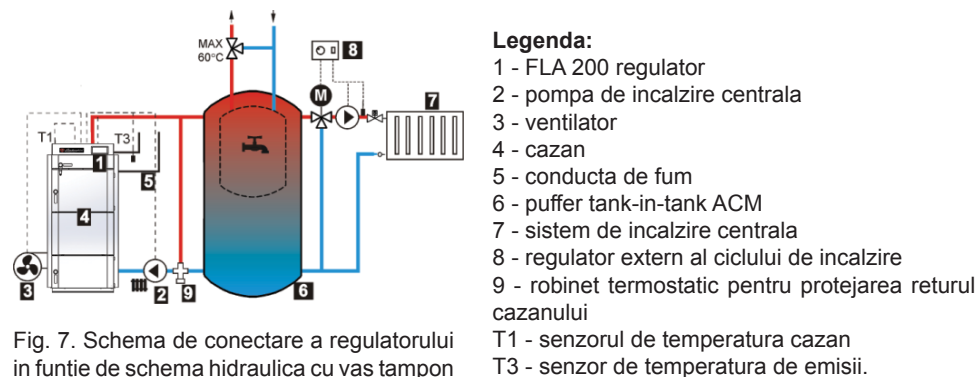 MAX
60°C
8
M
7
T1
T3
1
5
4
3
2
9
6
Fig. 7. Schema de conectare a regulatorului
in funtie de schema hidraulica cu vas tampon
Legenda:
1 - FLA 200 regulator
2 - pompa de incalzire centrala
3 - ventilator
4 - cazan
5 - conducta de fum
6 - puffer tank-in-tank ACM
7 - sistem de incalzire centrala
8 - regulator extern al ciclului de incalzire
9 - robinet termostatic pentru protejarea returul
cazanului
T1 - senzorul de temperatura cazan
T3 - senzor de temperatura de emisii.